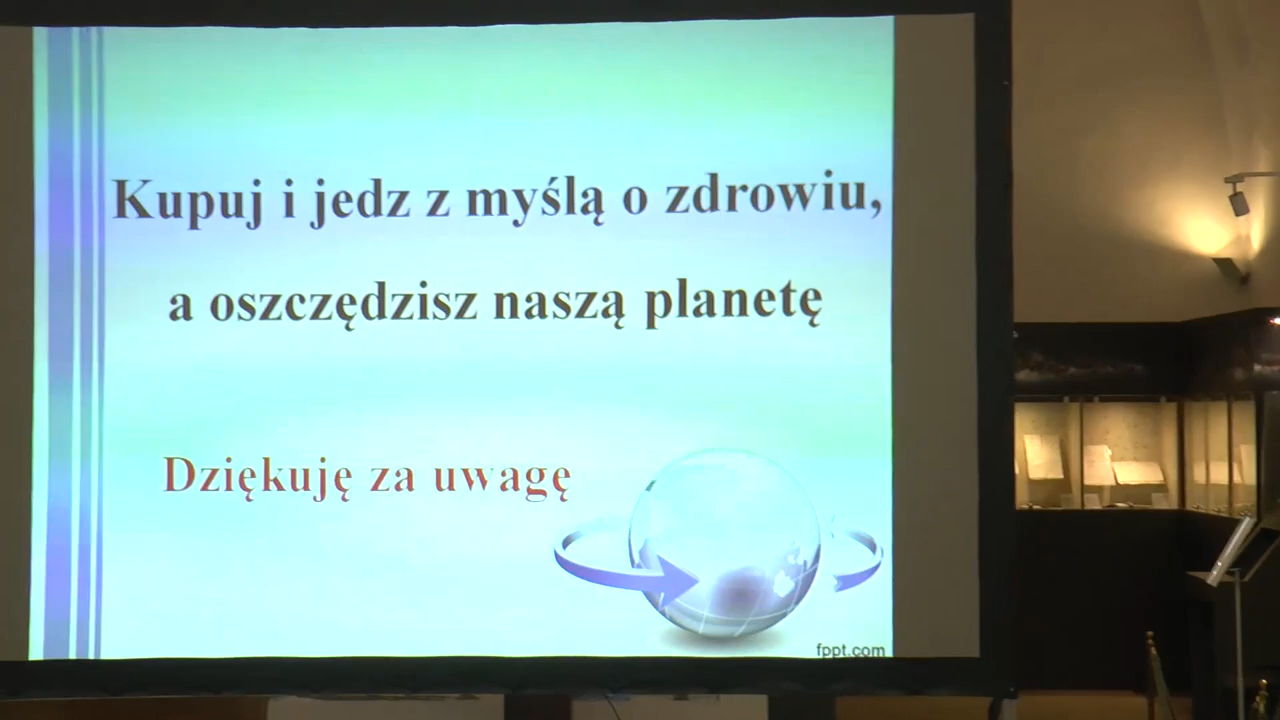 Kupuj i jedz z myślą o zdrowiu,
a oszczędzisz naszą planetę
Dziękuję za uwagę
fppt.com